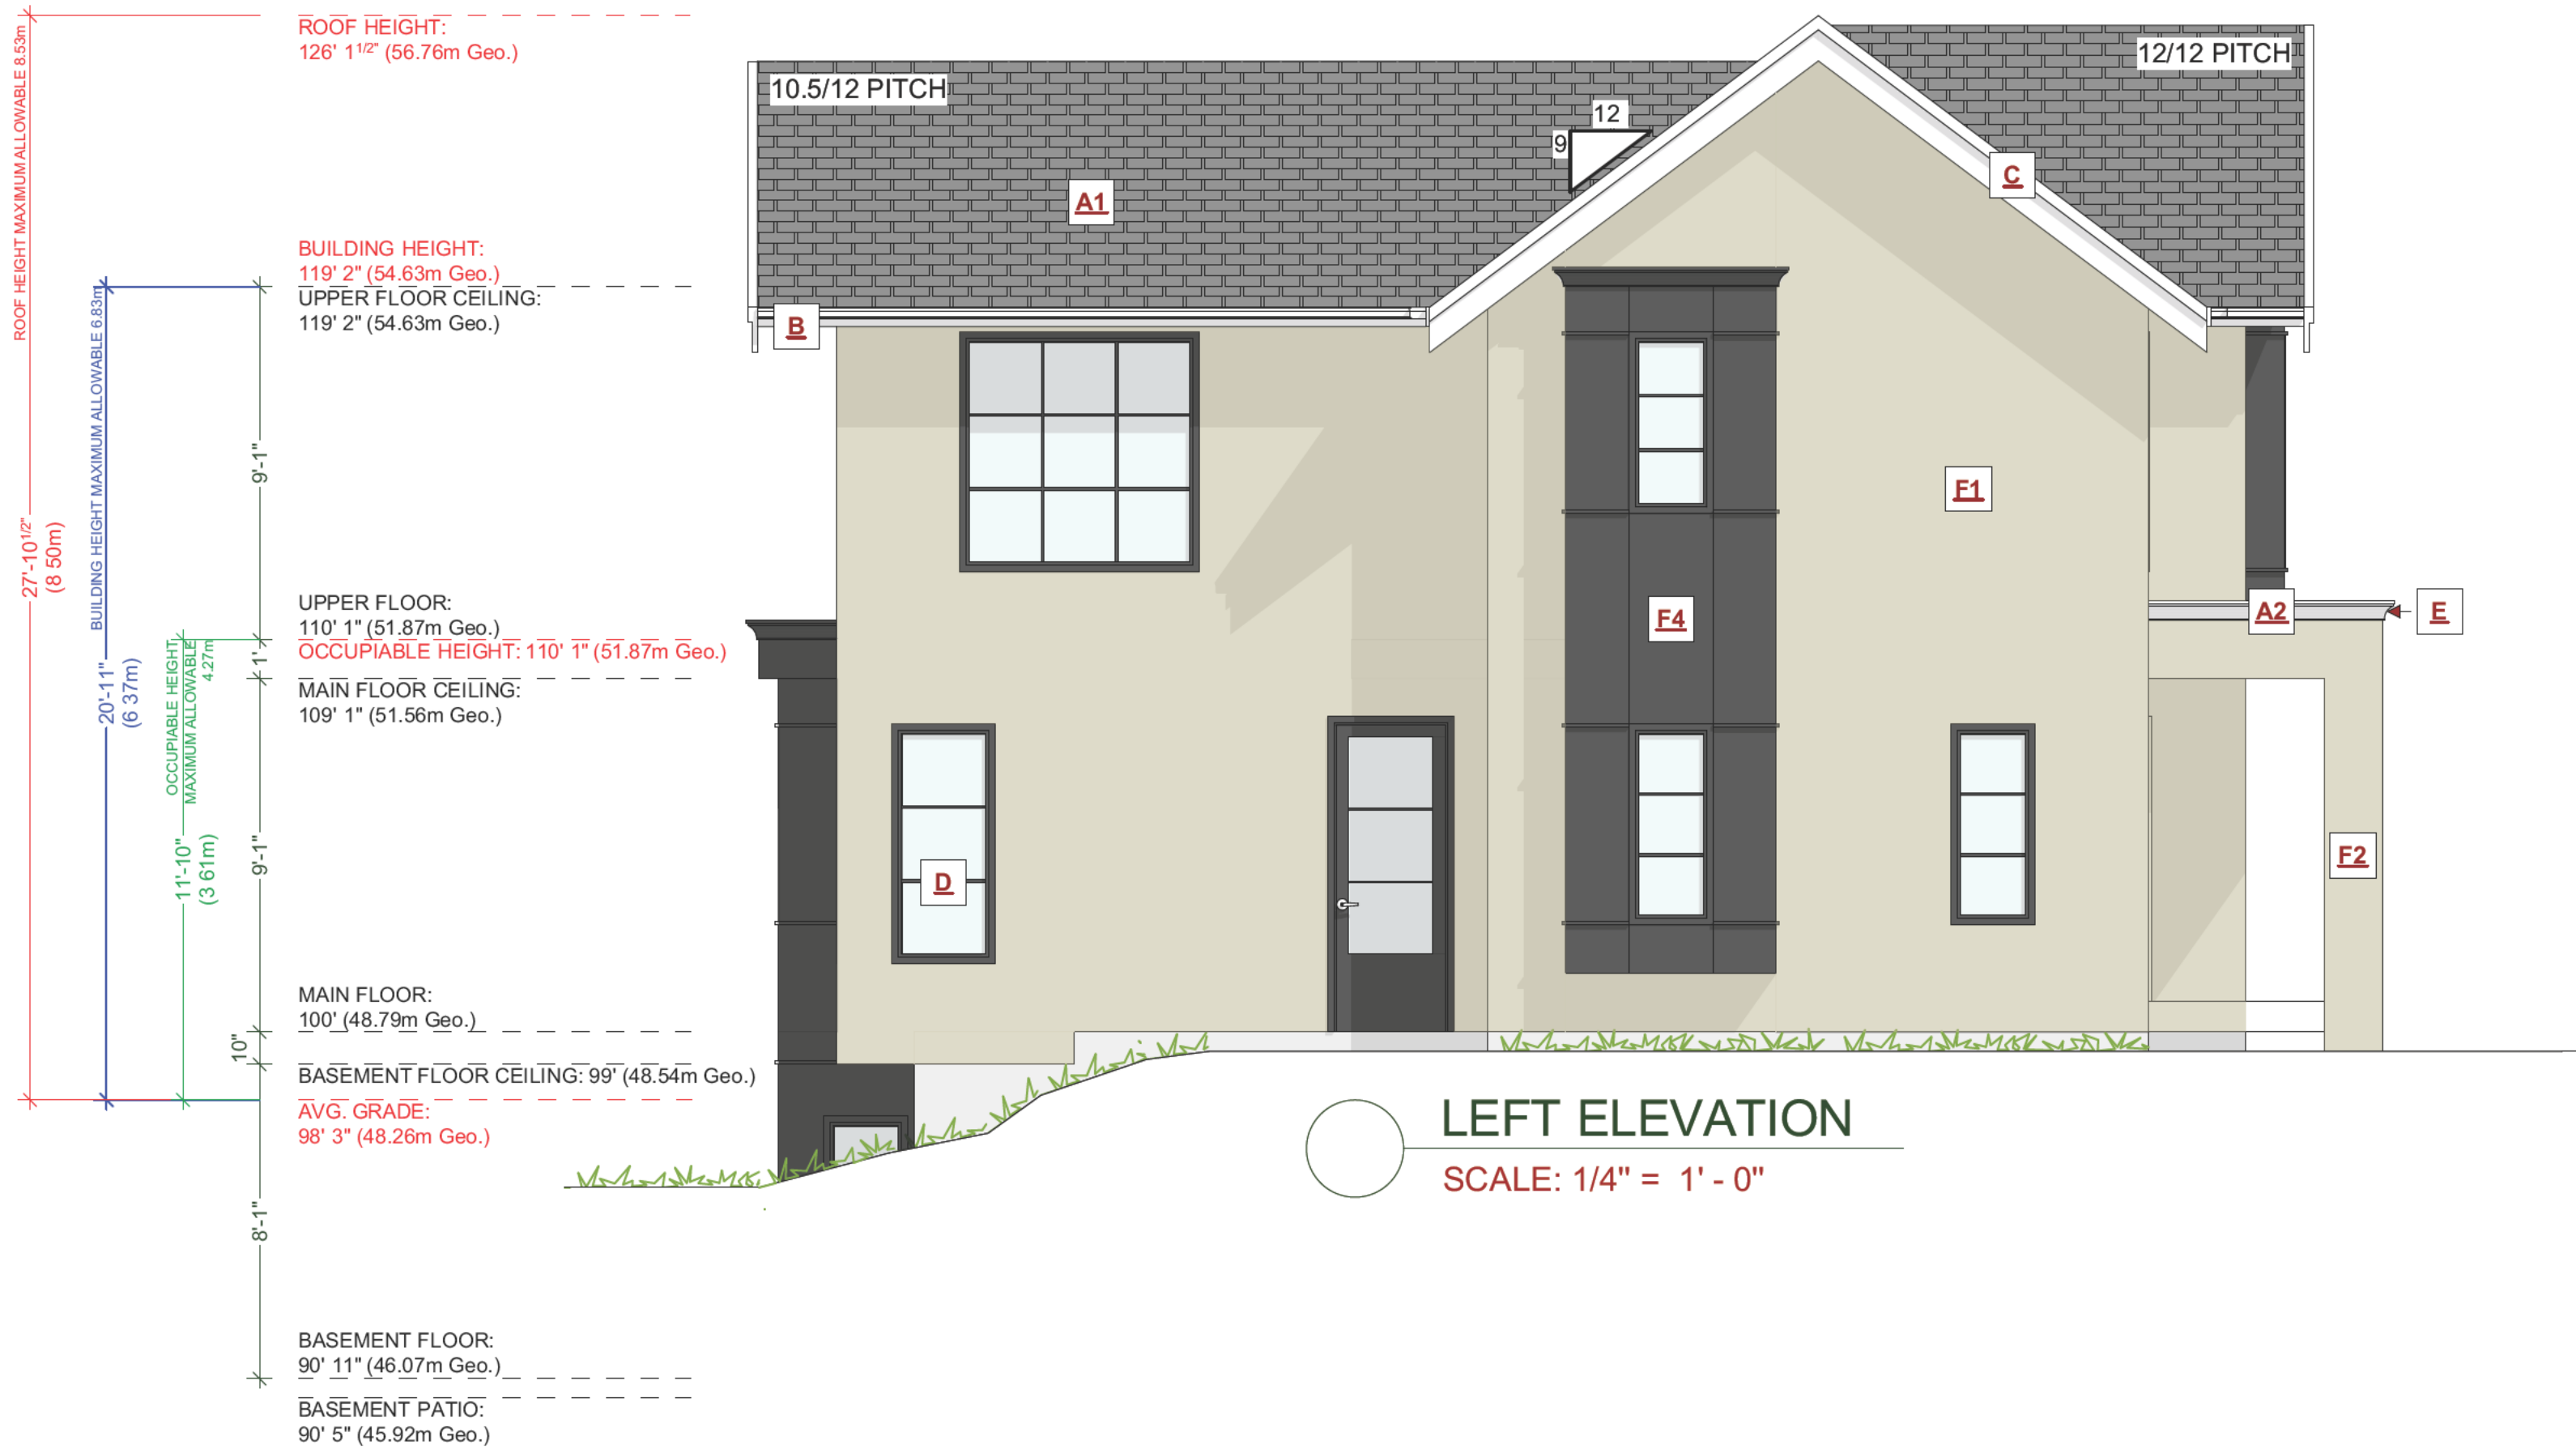 ROOF HEIGHT MAXIMUM ALLOWABLE 8.53m
27'-10 1/2"
(8 50m)
BUILDING HEIGHT MAXIMUM ALLOWABLE 6.83m
20'-11"
(6 37m)
OCCUPIABLE HEIGHT
MAXIMUM ALLOWABLE
4.27m
11'-10"
(3 61m)
9'-1"
1'
9'-1"
10"
8'-1"
ROOF HEIGHT:
126' 1 1/2" (56.76m Geo.)
BUILDING HEIGHT:
119' 2" (54.63m Geo.)
UPPER FLOOR CEILING:
119' 2" (54.63m Geo.)
UPPER FLOOR:
110' 1" (51.87m Geo.)
OCCUPIABLE HEIGHT: 110' 1" (51.87m Geo.)
MAIN FLOOR CEILING:
109' 1" (51.56m Geo.)
MAIN FLOOR:
100' (48.79m Geo.)
BASEMENT FLOOR CEILING: 99' (48.54m Geo.)
AVG. GRADE:
98' 3" (48.26m Geo.)
BASEMENT FLOOR:
90' 11" (46.07m Geo.)
BASEMENT PATIO:
90' 5" (45.92m Geo.)
10.5/12 PITCH
12/12 PITCH
12
9
A1
C
B
F1
F4
A2
E
D
F2
LEFT ELEVATION
SCALE: 1/4" = 1' - 0"